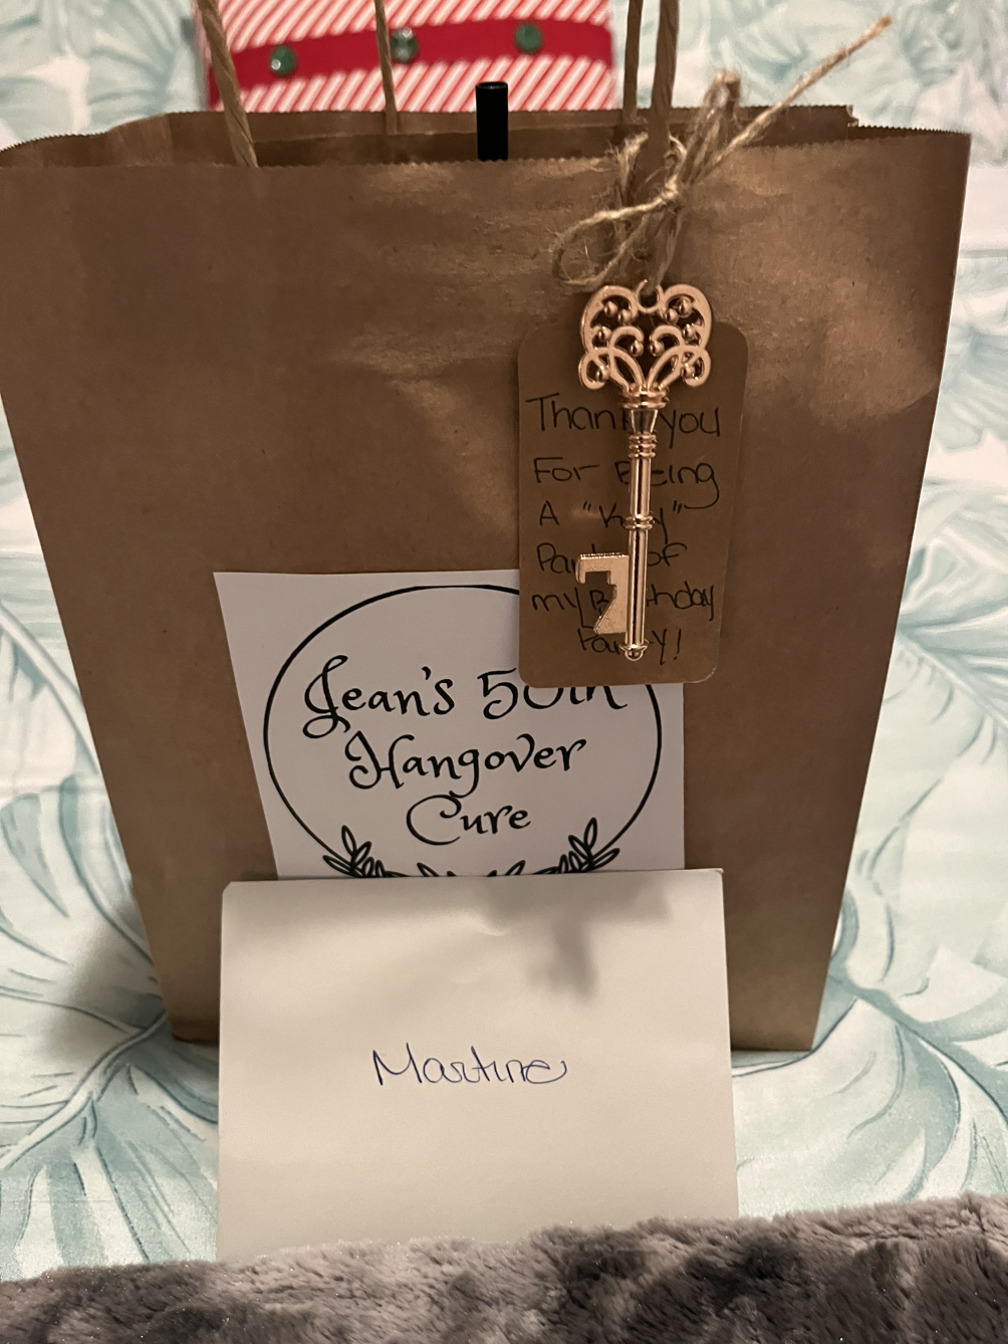 Thank you
For Being
A "Key"
Part of
my Birthday
Party!
Jean's 50th
Hangover
Cure
Martine